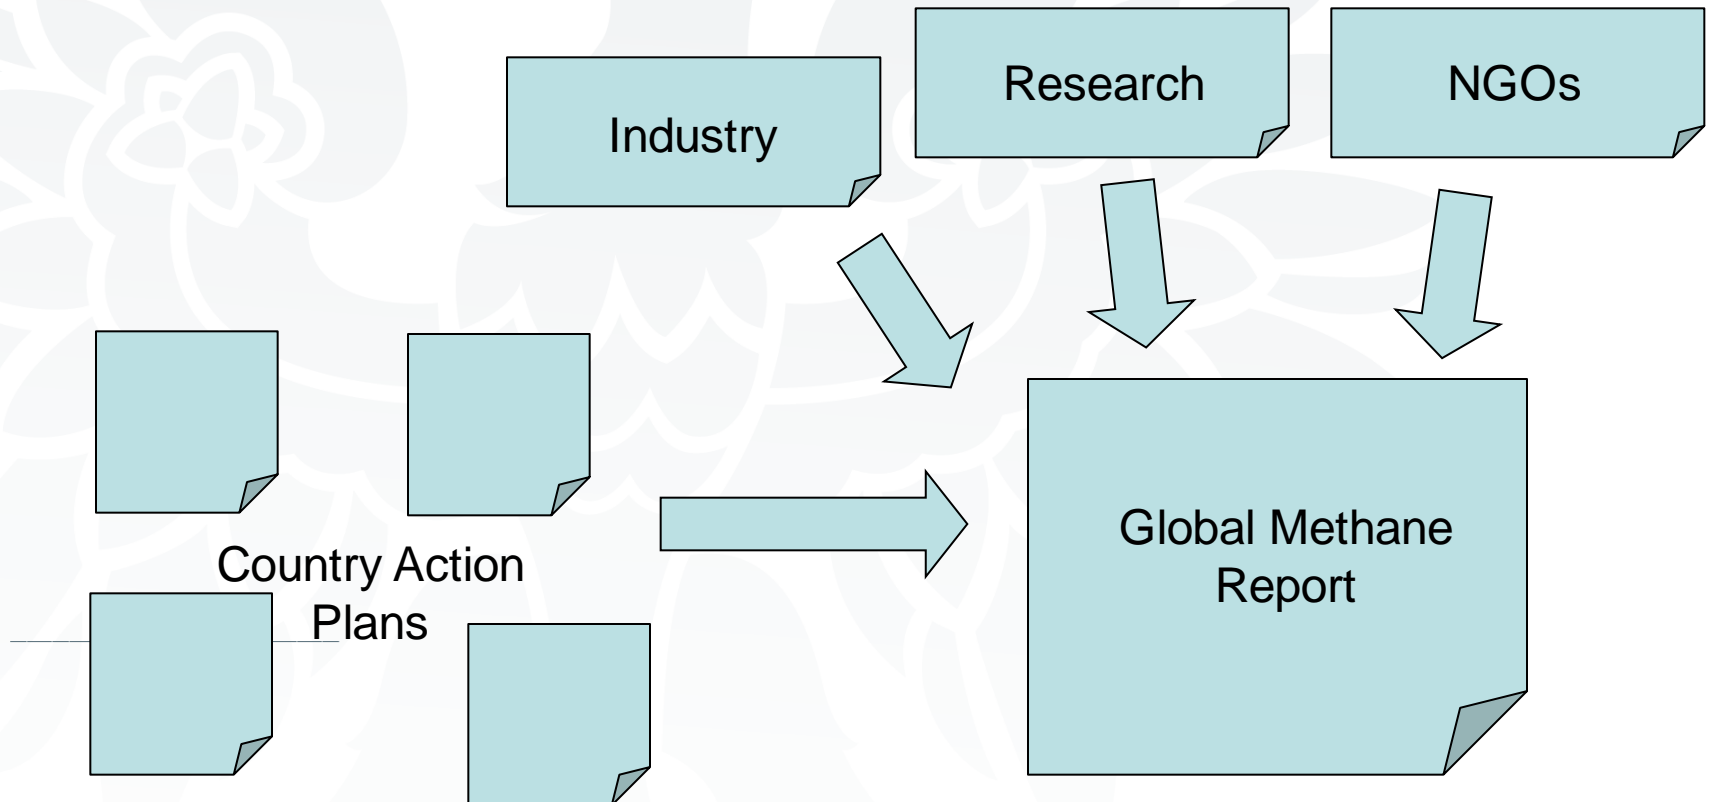 Industry
Research
NGOs
Country Action
Plans
Global Methane
Report